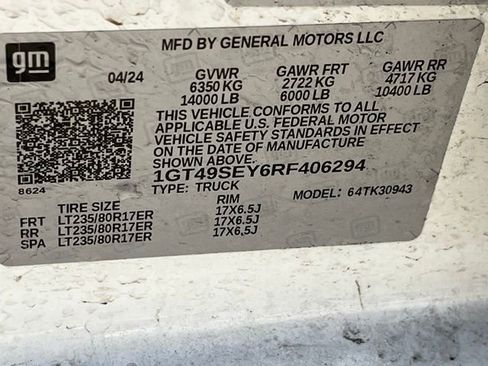 gm
MFD BY GENERAL MOTORS LLC
04/24 GVWR GAWR FRT GAWR RR
6350 KG 2722 KG 4717 KG
14000 LB 6000 LB 10400 LB
THIS VEHICLE CONFORMS TO ALL
APPLICABLE U.S. FEDERAL MOTOR
VEHICLE SAFETY STANDARDS IN
EFFECT ON THE DATE OF MANUFACTURE
SHOWN ABOVE.
1GT49SEY6RF406294
8624 TYPE: TRUCK MODEL: 64TK30943
TIRE SIZE RIM
FRT LT235/80R17ER 17X6.5J
RR LT235/80R17ER 17X6.5J
SPA LT235/80R17ER 17X6.5J